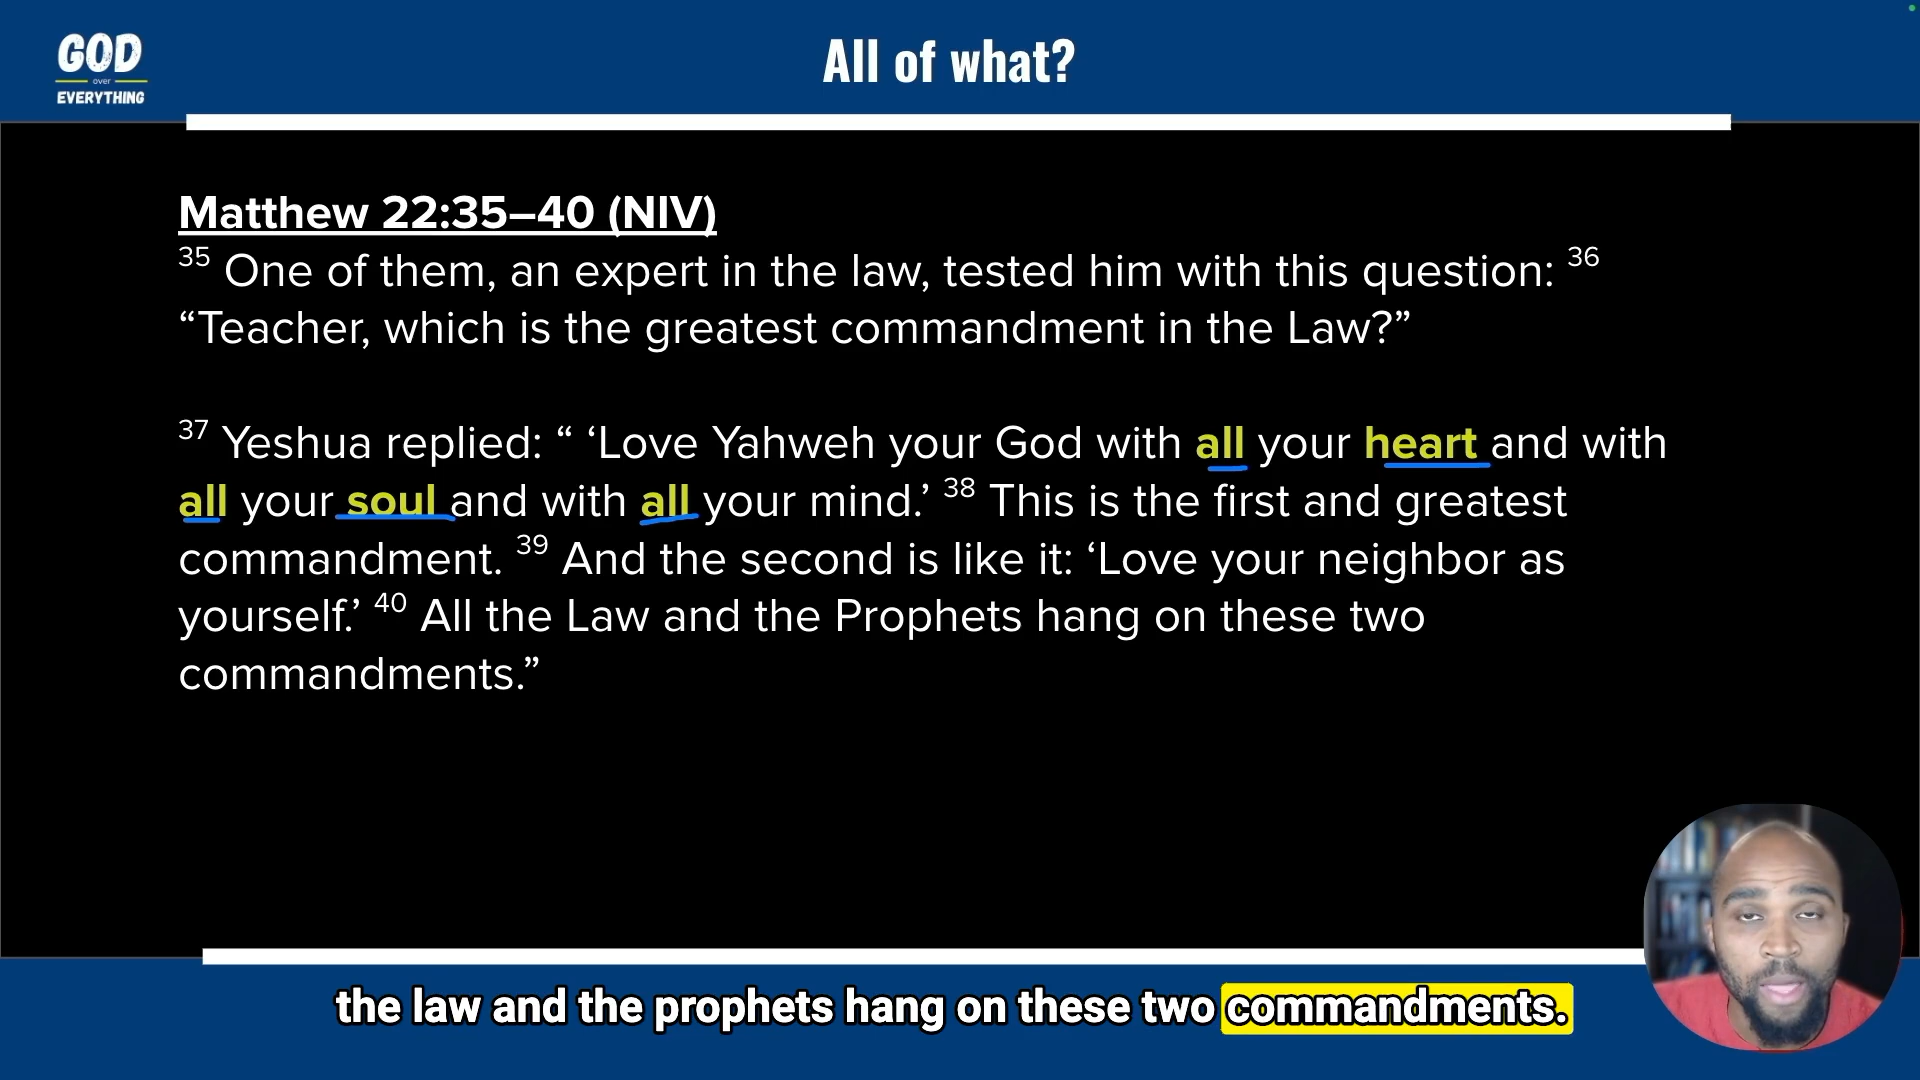 GOD
over
EVERYTHING
All of what?
Matthew 22:35–40 (NIV)
35 One of them, an expert in the law, tested him with this question: 36
“Teacher, which is the greatest commandment in the Law?”
37 Yeshua replied: “ ‘Love Yahweh your God with all your heart and with
all your soul and with all your mind.’ 38 This is the first and greatest
commandment. 39 And the second is like it: ‘Love your neighbor as
yourself.’ 40 All the Law and the Prophets hang on these two
commandments.”
the law and the prophets hang on these two commandments.